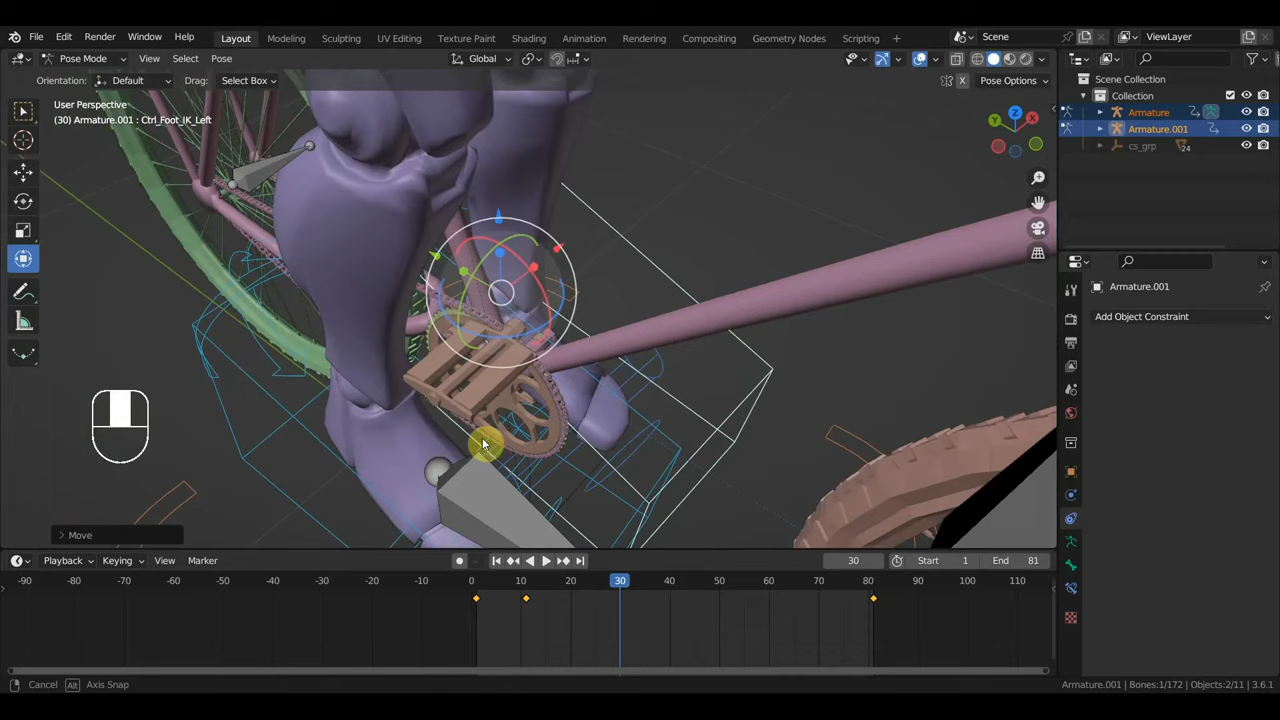 File Edit Render Window Help Layout Modeling Sculpting UV Editing Texture Paint Shading Animation Rendering Compositing Geometry Nodes Scripting + Scene ViewLayer
Pose Mode View Select Pose Global
Orientation: Default Drag: Select Box X Pose Options
User Perspective
(30) Armature.001 : Ctrl_Foot_IK_Left
Z
Y
X
Scene Collection
Collection
Armature
Armature.001
cs_grp 24
Armature.001
Add Object Constraint
> Move
Playback Keying View Marker 30 Start 1 End 81
-90 -80 -70 -60 -50 -40 -30 -20 -10 0 10 20 30 40 50 60 70 80 90 100 110
Cancel Alt Axis Snap Armature.001 | Bones:1/172 | Objects:2/11 | 3.6.1